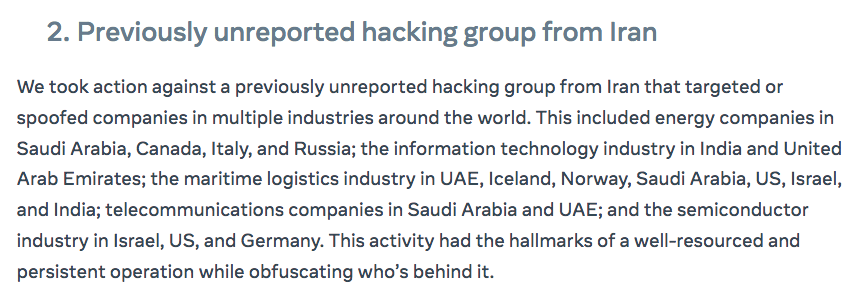 2. Previously unreported hacking group from Iran
We took action against a previously unreported hacking group from Iran that targeted or
spoofed companies in multiple industries around the world. This included energy companies in
Saudi Arabia, Canada, Italy, and Russia; the information technology industry in India and United
Arab Emirates; the maritime logistics industry in UAE, Iceland, Norway, Saudi Arabia, US, Israel,
and India; telecommunications companies in Saudi Arabia and UAE; and the semiconductor
industry in Israel, US, and Germany. This activity had the hallmarks of a well-resourced and
persistent operation while obfuscating who’s behind it.